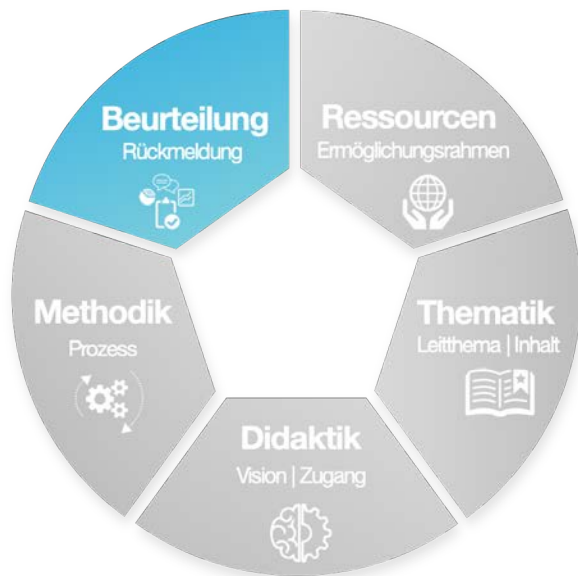 Beurteilung
Rückmeldung
Ressourcen
Ermöglichungsrahmen
Methodik
Prozess
Thematik
Leitthema | Inhalt
Didaktik
Vision | Zugang